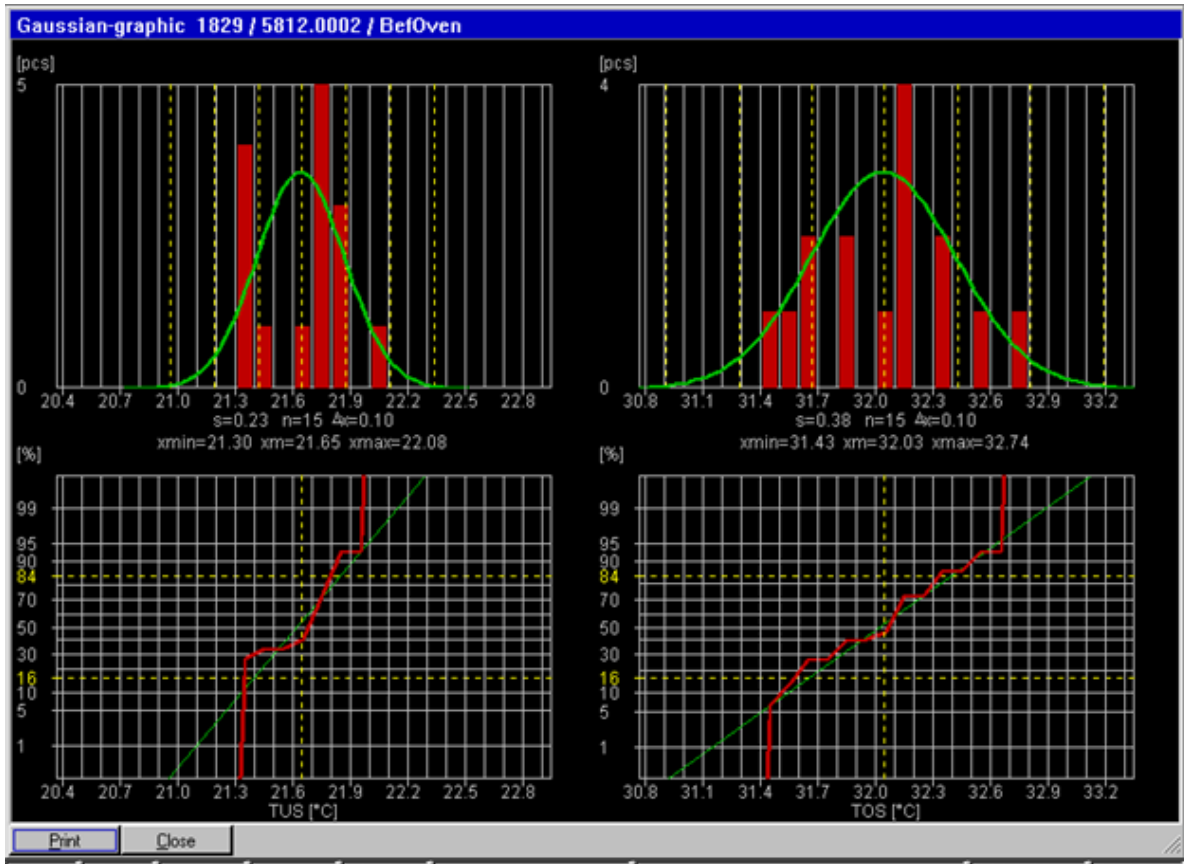 Gaussian-graphic 1829 / 5812.0002 / BefOven
[pcs] [pcs]
5 4
0 0
20.4 20.7 21.0 21.3 21.6 21.9 22.2 22.5 22.8 30.8 31.1 31.4 31.7 32.0 32.3 32.6 32.9 33.2
s=0.23 n=15 Δx=0.10 s=0.38 n=15 Δx=0.10
xmin=21.30 xm=21.65 xmax=22.08 xmin=31.43 xm=32.03 xmax=32.74
[%] [%]
99 99
95 95
90 90
84 84
70 70
50 50
30 30
16 16
10 10
5 5
1 1
20.4 20.7 21.0 21.3 21.6 21.9 22.2 22.5 22.8 30.8 31.1 31.4 31.7 32.0 32.3 32.6 32.9 33.2
TUS [°C] TOS [°C]
Print Close